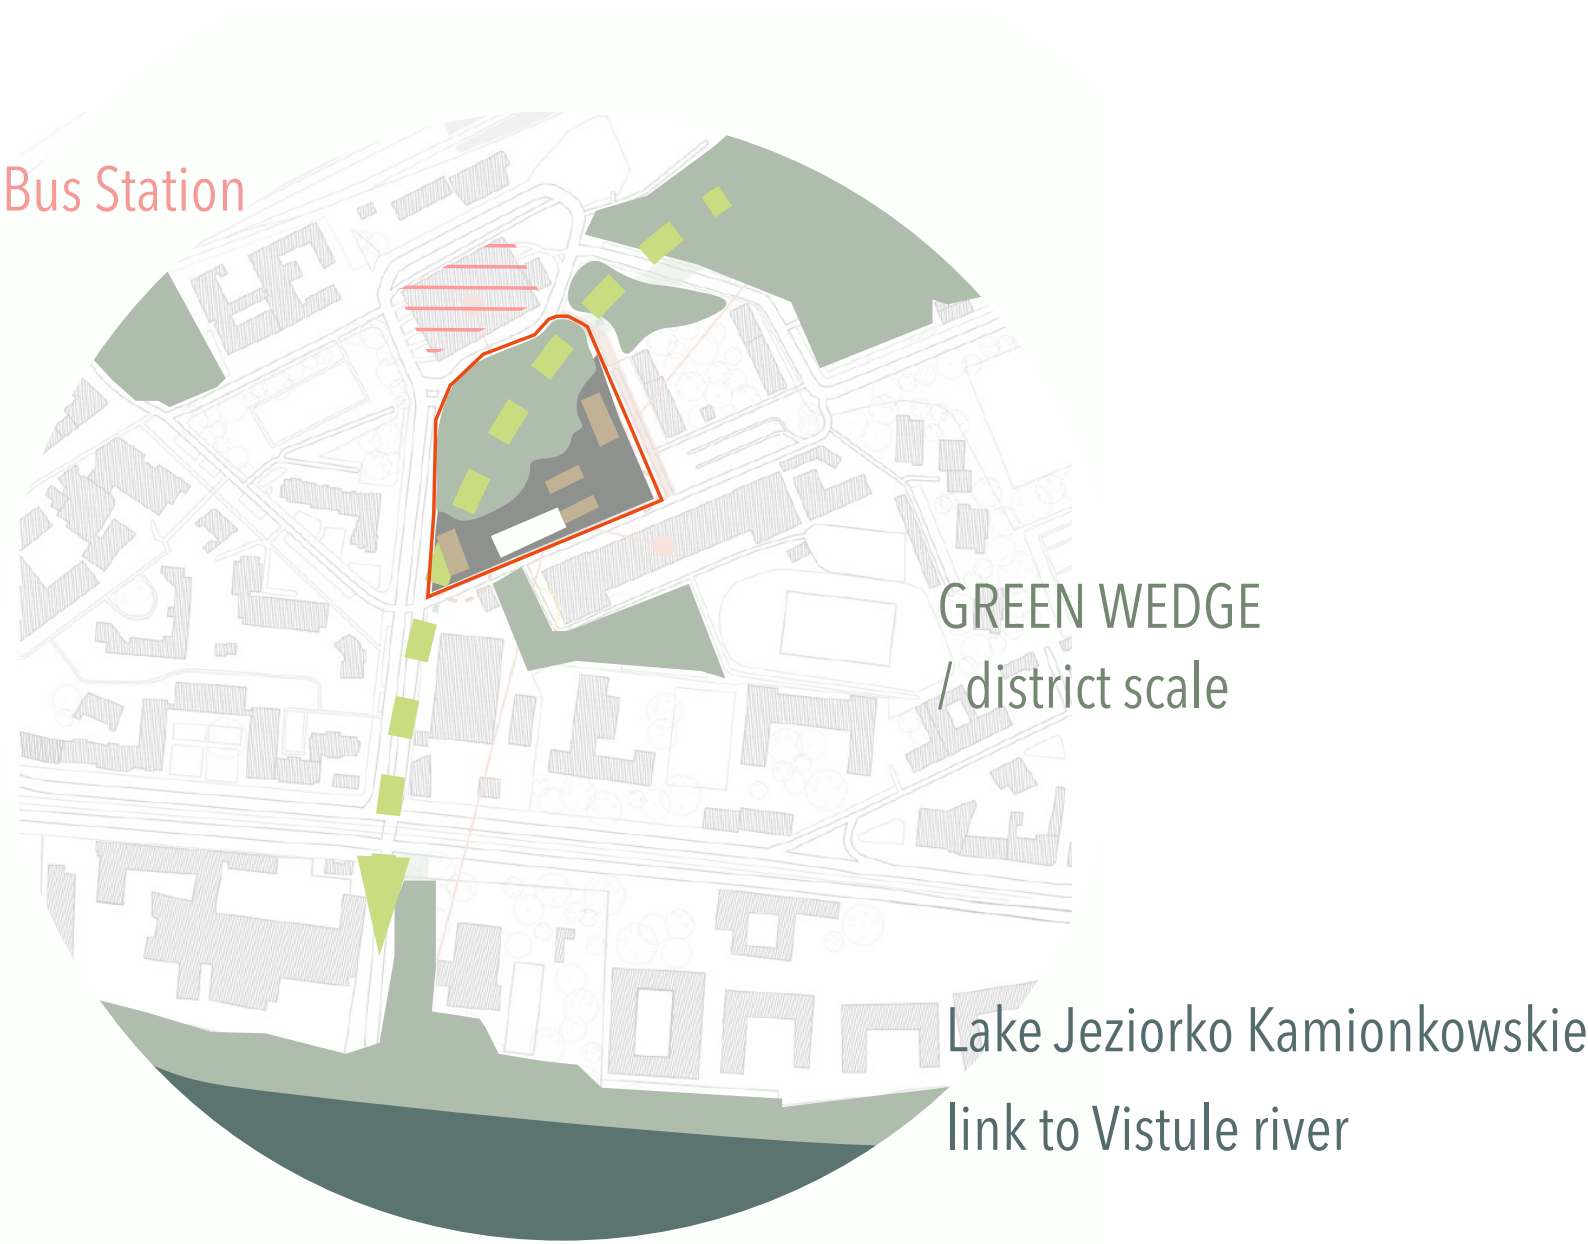 Bus Station
GREEN WEDGE
/ district scale
Lake Jeziorko Kamionkowskie
link to Vistule river